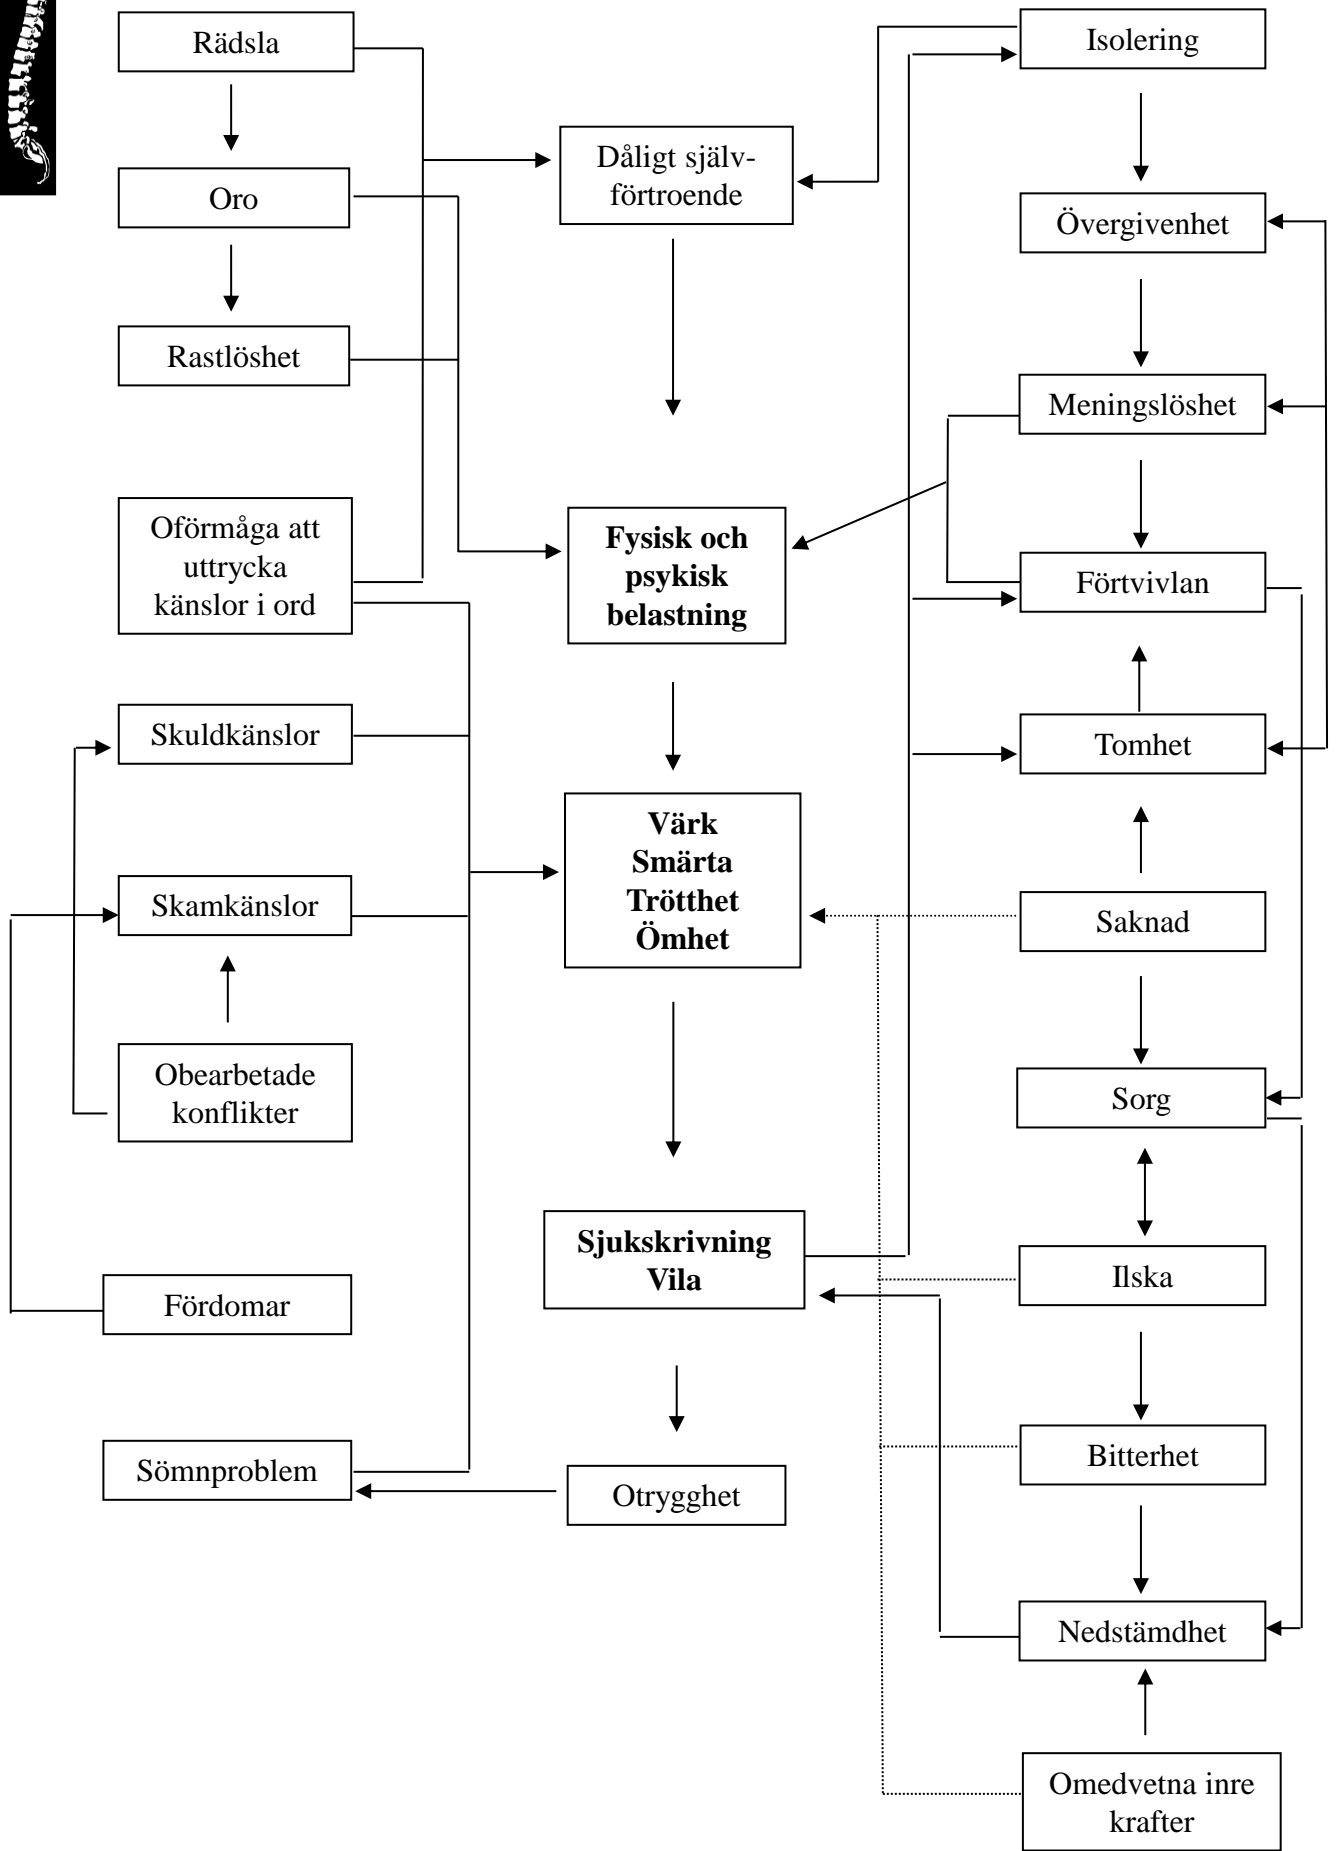 Rädsla
Oro
Rastlöshet
Oförmåga att
uttrycka
känslor i ord
Skuldkänslor
Skamkänslor
Obearbetade
konflikter
Fördomar
Sömnproblem
Dåligt själv-
förtroende
Fysisk och
psykisk
belastning
Värk
Smärta
Trötthet
Ömhet
Sjukskrivning
Vila
Otrygghet
Isolering
Övergivenhet
Meningslöshet
Förtvivlan
Tomhet
Saknad
Sorg
Ilska
Bitterhet
Nedstämdhet
Omedvetna inre
krafter